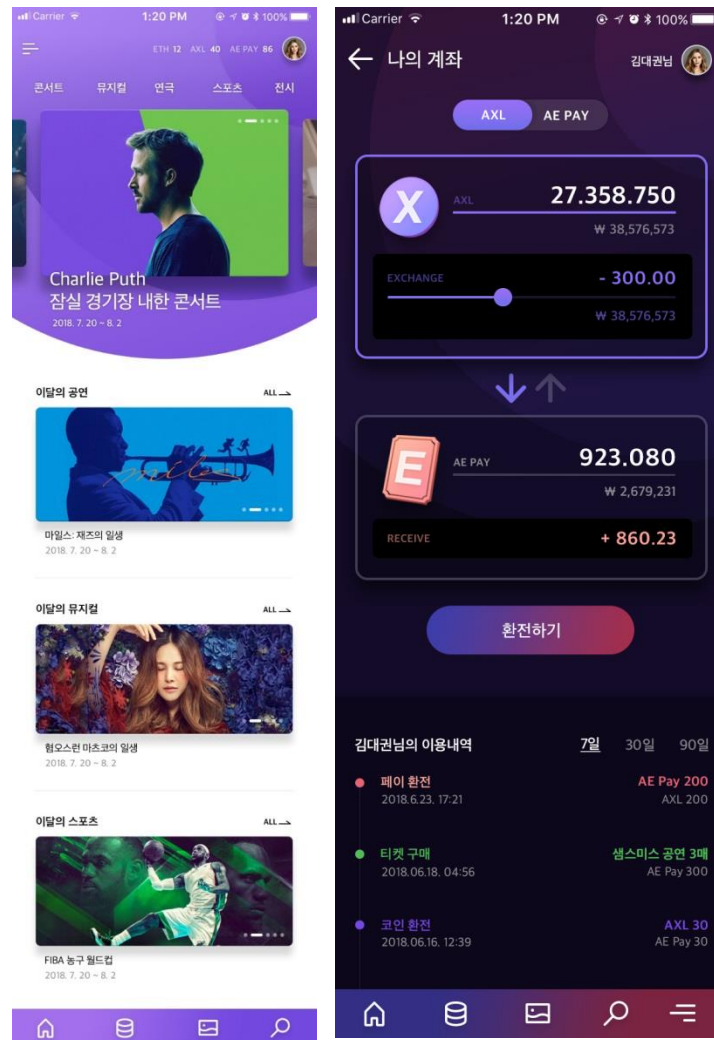 Carrier
1:20 PM
100%
ETH 12 AXL 40 AE PAY 86
콘서트 뮤지컬 연극 스포츠 전시
Charlie Puth
잠실 경기장 내한 콘서트
2018. 7. 20 ~ 8. 2
이달의 공연
ALL
miles
마일스: 재즈의 일생
2018. 7. 20 ~ 8. 2
이달의 뮤지컬
ALL
험오스런 마츠코의 일생
2018. 7. 20 ~ 8. 2
이달의 스포츠
ALL
FIBA 농구 월드컵
2018. 7. 20 ~ 8. 2
Carrier
1:20 PM
100%
나의 계좌
김대권님
AXL AE PAY
X
AXL
27.358.750
₩ 38,576,573
EXCHANGE
- 300.00
₩ 38,576,573
E
AE PAY
923.080
₩ 2,679,231
RECEIVE
+ 860.23
환전하기
김대권님의 이용내역
7일 30일 90일
페이 환전
AE Pay 200
2018.6.23. 17:21
AXL 200
티켓 구매
샘스미스 공연 3매
2018.06.18. 04:56
AE Pay 300
코인 환전
AXL 30
2018.06.16. 12:39
AE Pay 30